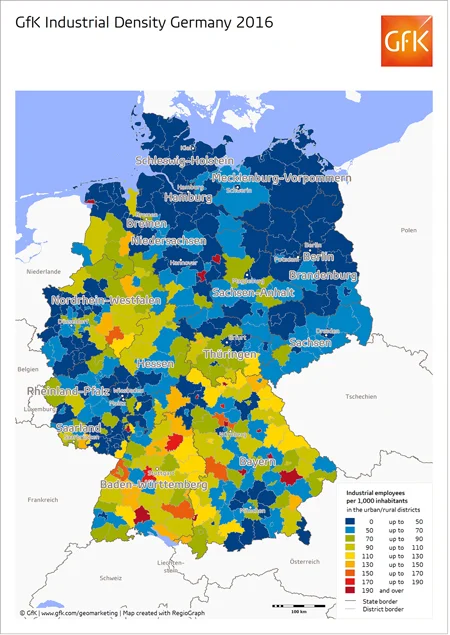 GfK Industrial Density Germany 2016
GfK
Kiel
Schleswig-Holstein
Mecklenburg-Vorpommern
Schwerin
Hamburg
Hamburg
Bremen
Bremen
Niedersachsen
Hannover
Berlin
Berlin
Potsdam
Brandenburg
Polen
Magdeburg
Sachsen-Anhalt
Niederlande
Nordrhein-Westfalen
Düsseldorf
Erfurt
Thüringen
Dresden
Sachsen
Hessen
Belgien
Rheinland-Pfalz
Wiesbaden
Mainz
Luxemburg
Tschechien
Saarland
Saarbrücken
Bayern
Stuttgart
Baden-Württemberg
München
Frankreich
Schweiz
Liechten-
stein
Österreich
Industrial employees
per 1,000 inhabitants
in the urban/rural districts
0 up to 50
50 up to 70
70 up to 90
90 up to 110
110 up to 130
130 up to 150
150 up to 170
170 up to 190
190 and over
State border
District border
100 km
© GfK | www.gfk.com/geomarketing | Map created with RegioGraph